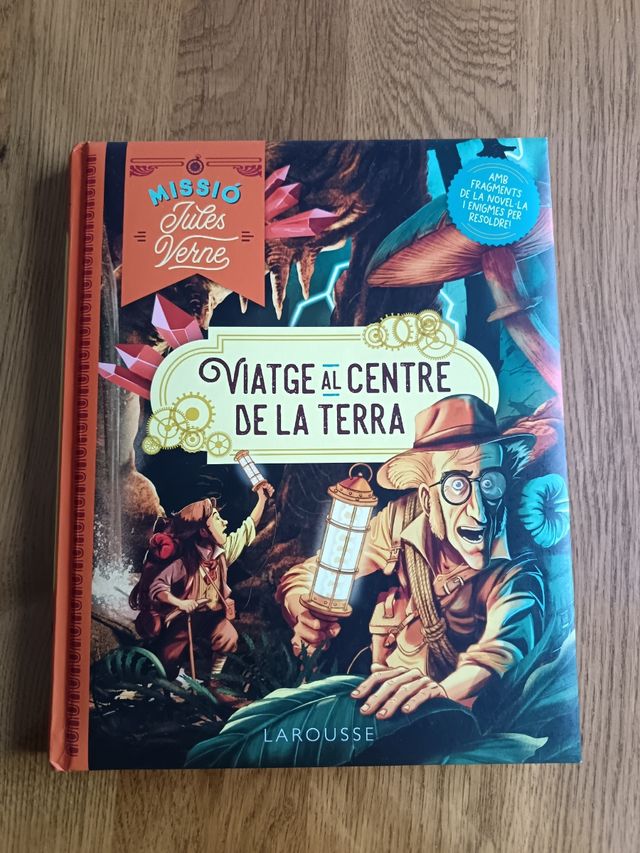 MISSIÓ
Jules
Verne
AMB
FRAGMENTS
DE LA NOVEL·LA
I ENIGMES PER
RESOLDRE!
VIATGE AL CENTRE
DE LA TERRA
LAROUSSE